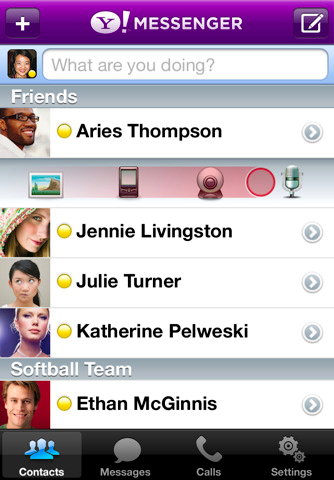 Y! MESSENGER
What are you doing?
Friends
Aries Thompson
Jennie Livingston
Julie Turner
Katherine Pelweski
Softball Team
Ethan McGinnis
Contacts Messages Calls Settings